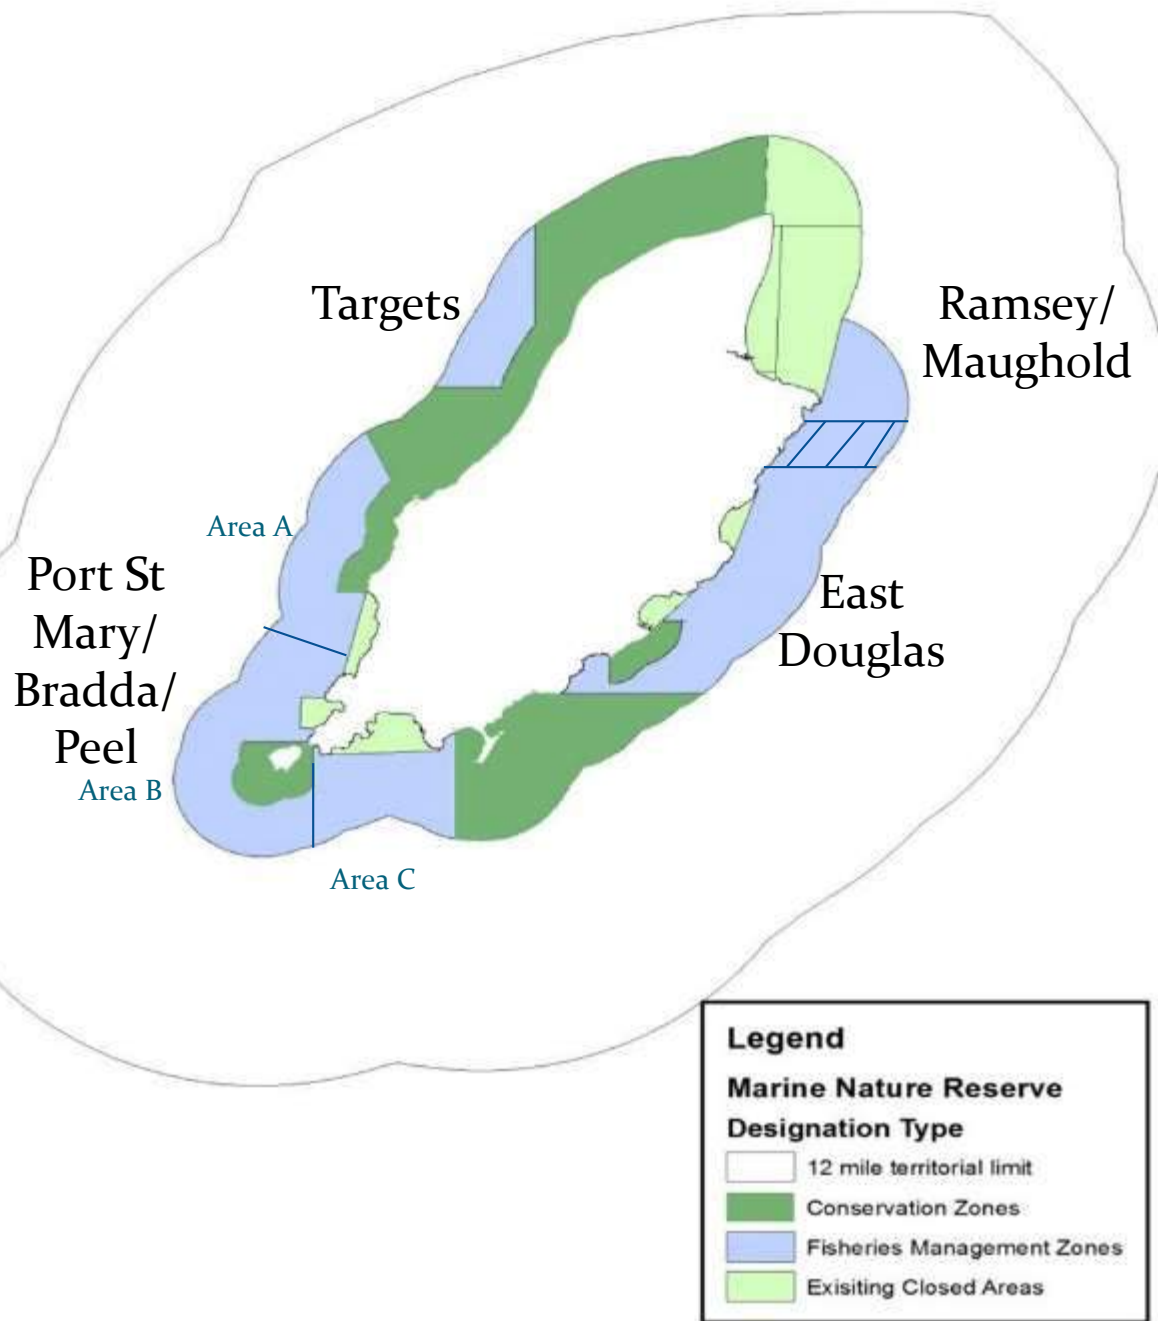 Targets
Ramsey/
Maughold
Area A
Port St
Mary/
Bradda/
Peel
East
Douglas
Area B
Area C
Legend
Marine Nature Reserve
Designation Type
12 mile territorial limit
Conservation Zones
Fisheries Management Zones
Exisiting Closed Areas